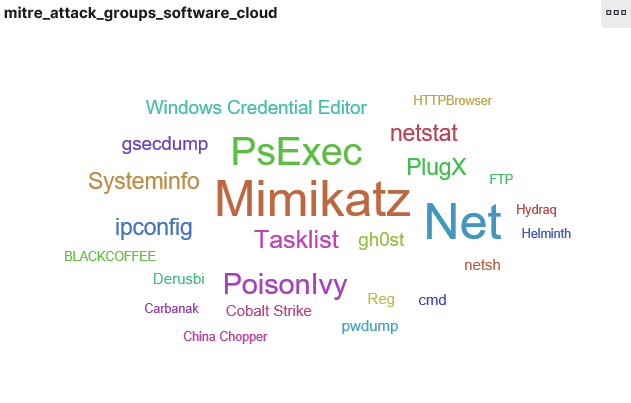 mitre_attack_groups_software_cloud
HTTPBrowser
Windows Credential Editor
netstat
gsecdump
PsExec
PlugX
FTP
Systeminfo
Mimikatz
Net
Hydraq
ipconfig
Helminth
Tasklist
gh0st
BLACKCOFFEE
netsh
Derusbi
PoisonIvy
Reg
cmd
Carbanak
Cobalt Strike
pwdump
China Chopper